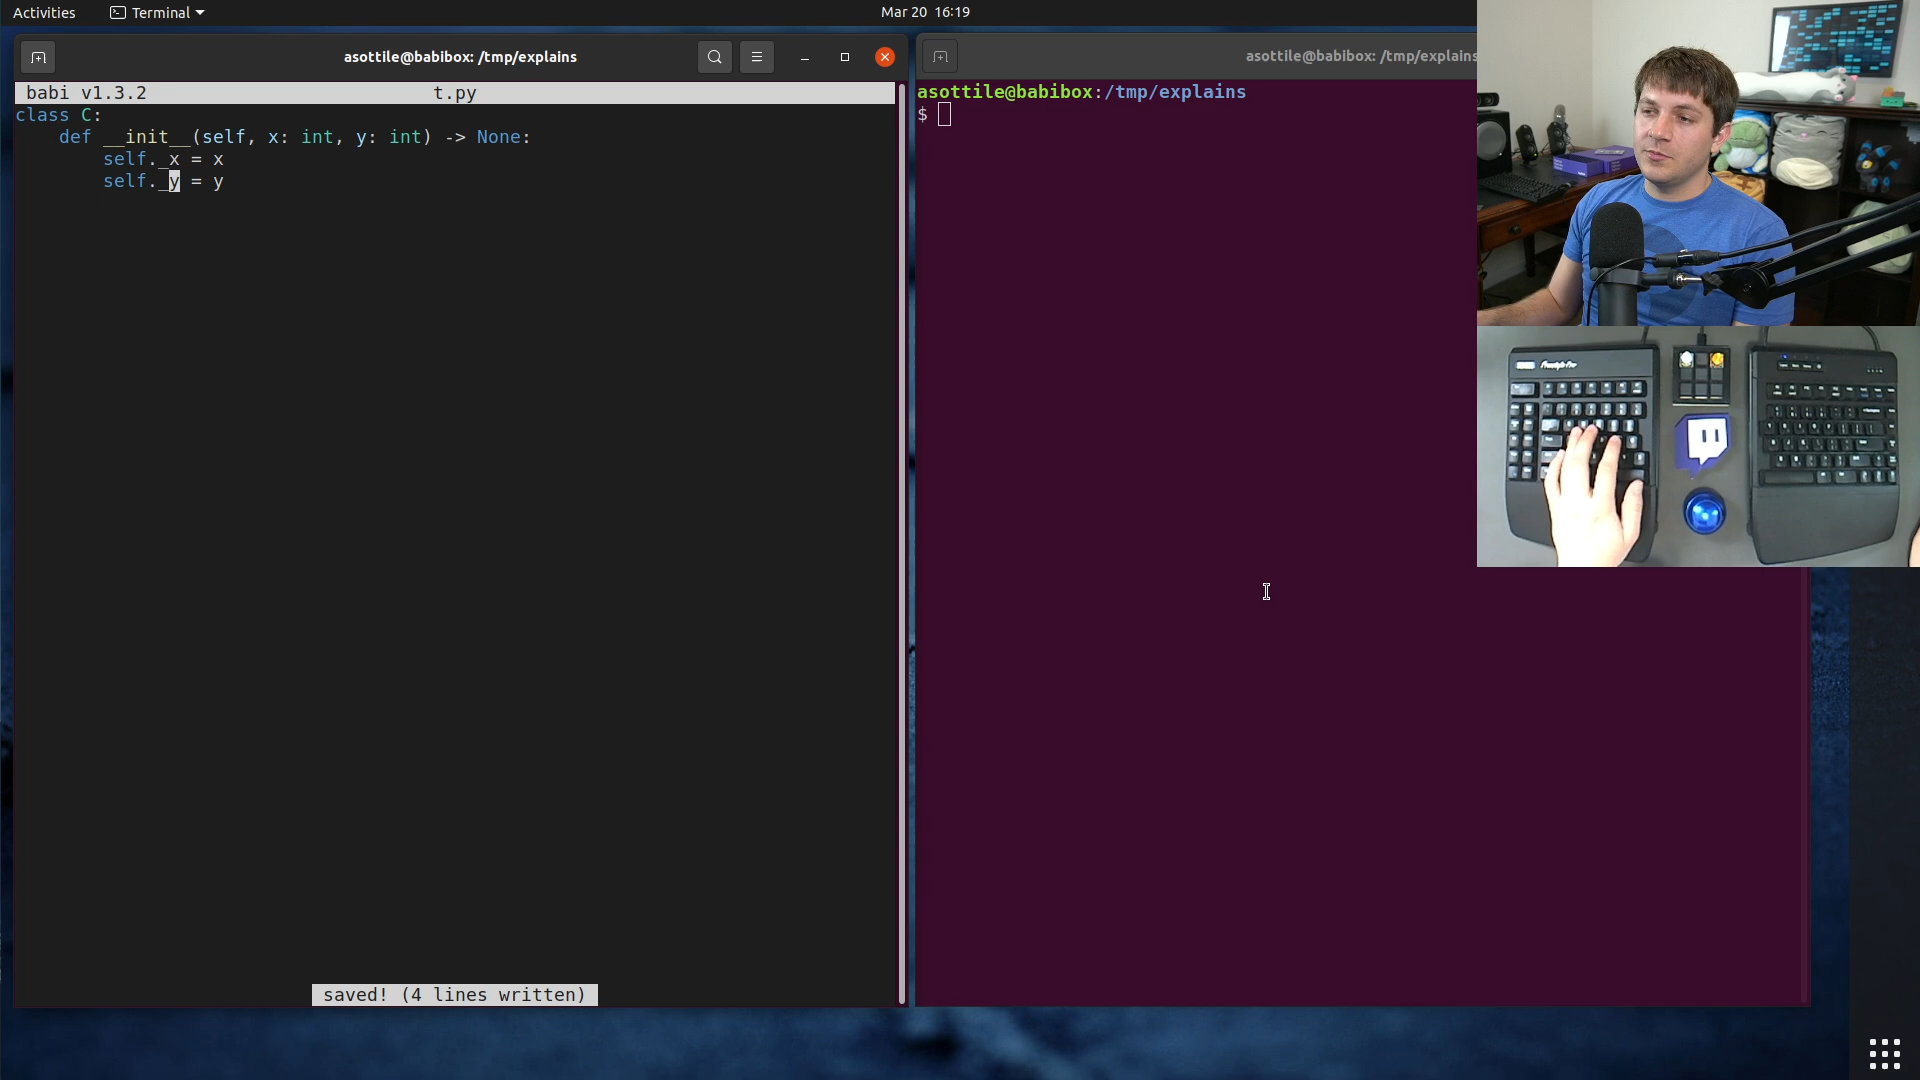 Activities
Terminal
Mar 20 16:19
asottile@babibox: /tmp/explains
babi v1.3.2
t.py
class C:
    def __init__(self, x: int, y: int) -> None:
        self._x = x
        self._y = y
saved! (4 lines written)
asottile@babibox: /tmp/explains
asottile@babibox:/tmp/explains
$
Freestyle Pro